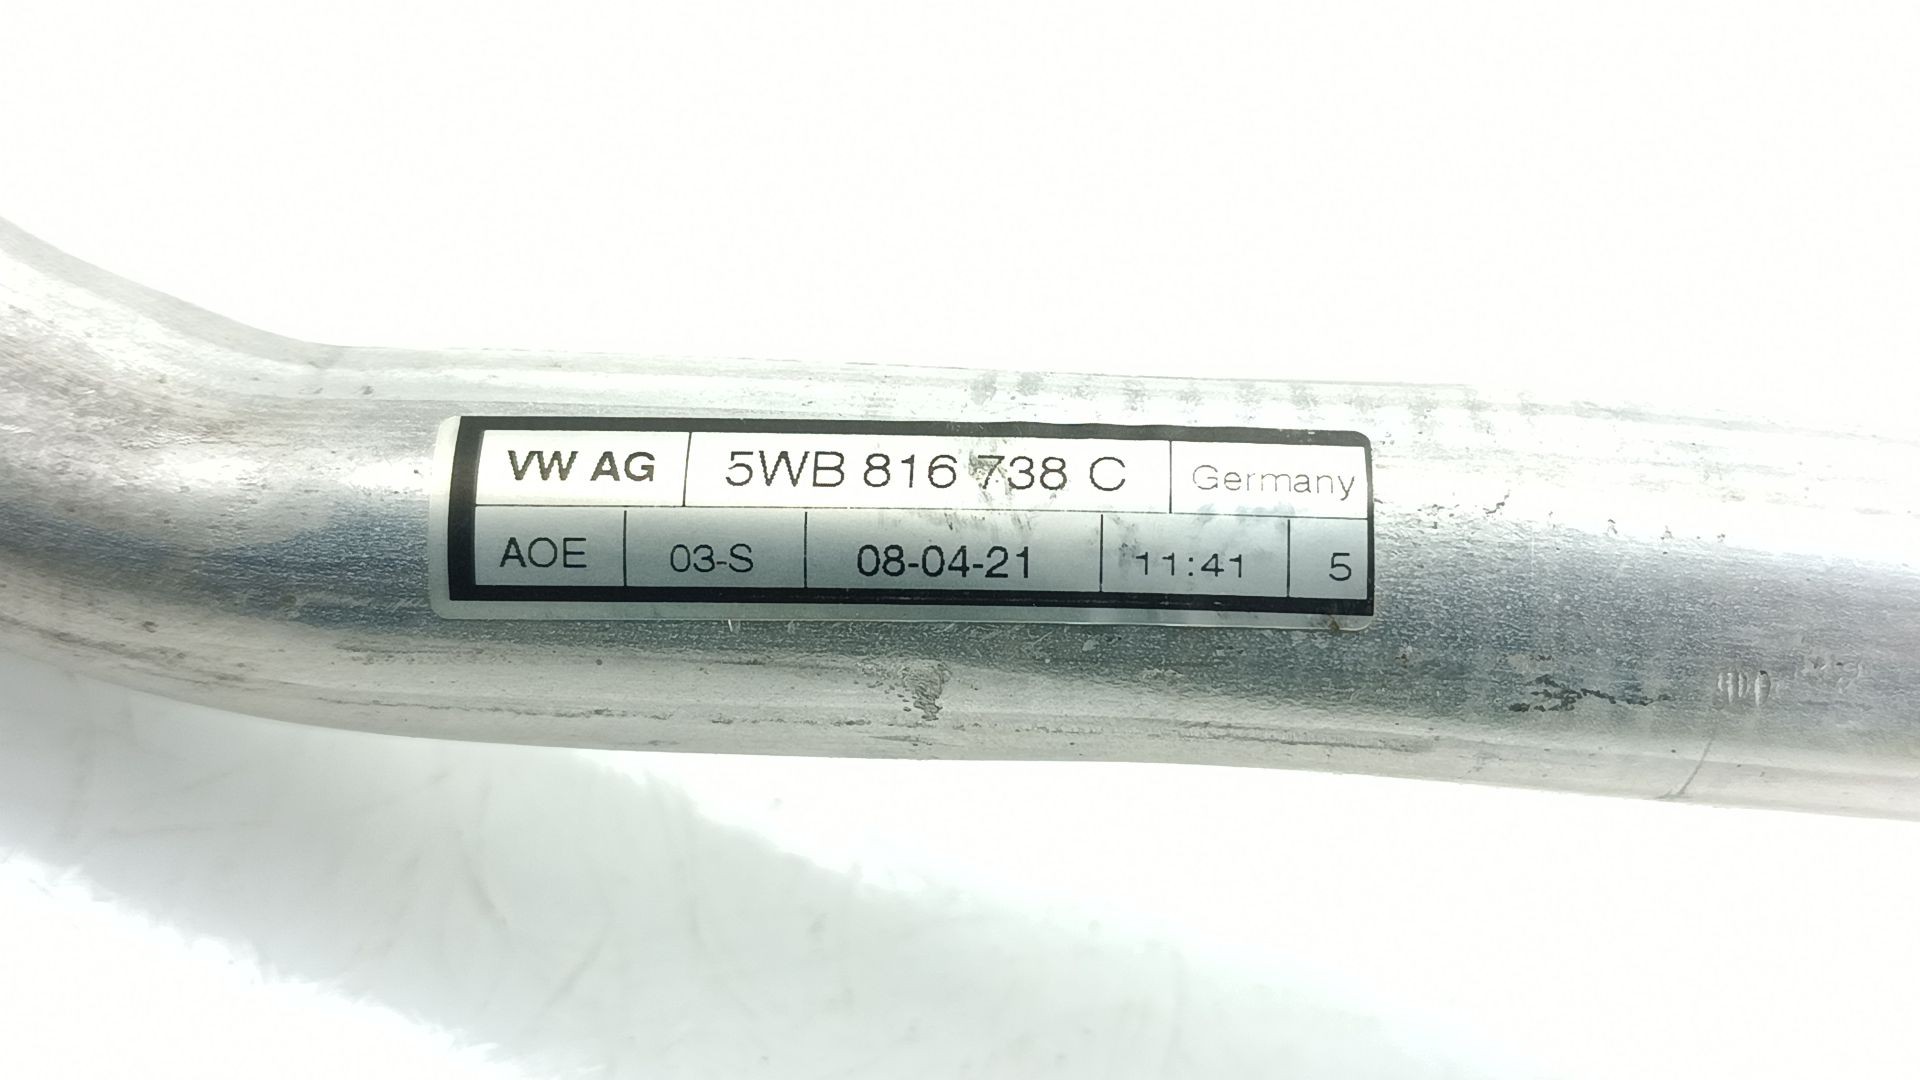 VW AG 5WB 816 738 C Germany
AOE 03-S 08-04-21 11:41 5